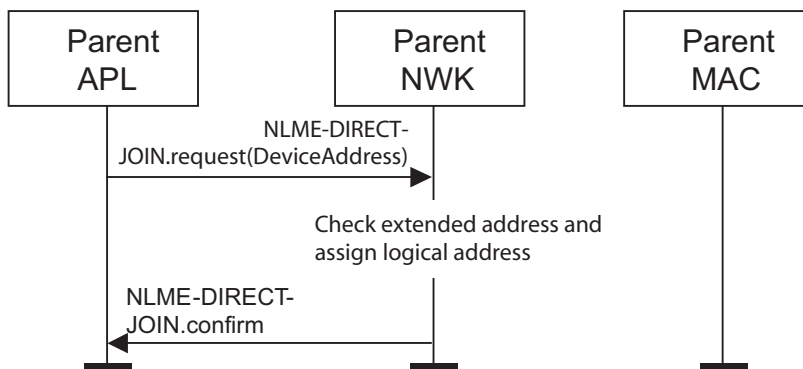 Parent
APL
Parent
NWK
Parent
MAC
NLME-DIRECT-
JOIN.request(DeviceAddress)
Check extended address and
assign logical address
NLME-DIRECT-
JOIN.confirm